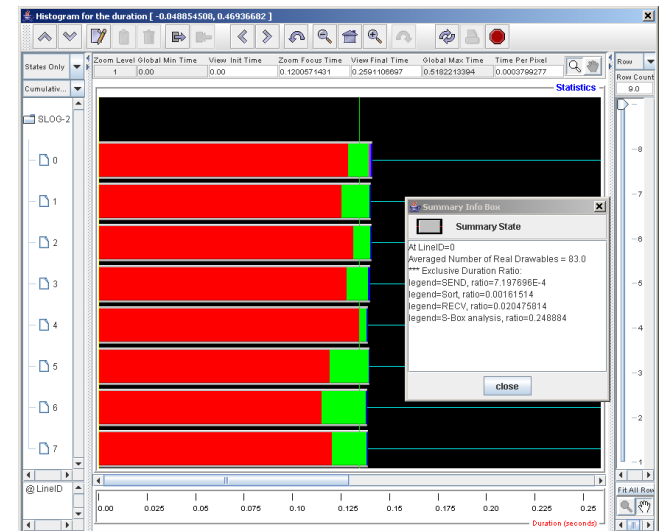 Histogram for the duration [ -0.048854508, 0.46936682 ]
States Only
Cumulativ...
Zoom Level Global Min Time View Init Time Zoom Focus Time View Final Time Global Max Time Time Per Pixel
1 0.00 0.00 0.1200571431 0.2591106697 0.5182213394 0.0003799277
Row
Row Count
9.0
Statistics
SLOG-2
0
1
2
3
4
5
6
7
8
7
6
5
4
3
2
1
Summary Info Box
Summary State
At LineID=0
Averaged Number of Real Drawables = 83.0
*** Exclusive Duration Ratio:
legend=SEND, ratio=7.197696E-4
legend=Sort, ratio=0.00161514
legend=RECV, ratio=0.020475814
legend=S-Box analysis, ratio=0.248884
close
@ LineID
Fit All Row
0.00 0.025 0.05 0.075 0.10 0.125 0.15 0.175 0.20 0.225 0.25
Duration (seconds)